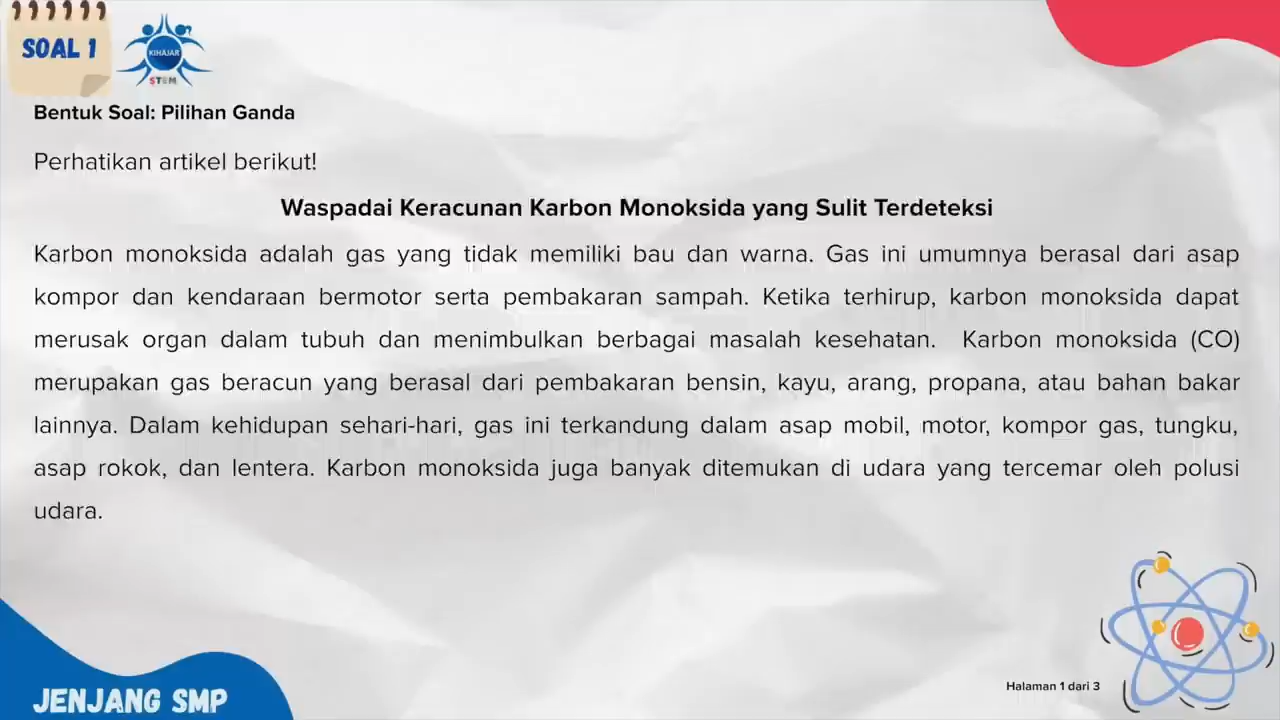 SOAL 1
KIHAJAR
STEM
Bentuk Soal: Pilihan Ganda
Perhatikan artikel berikut!
Waspadai Keracunan Karbon Monoksida yang Sulit Terdeteksi
Karbon monoksida adalah gas yang tidak memiliki bau dan warna. Gas ini umumnya berasal dari asap
kompor dan kendaraan bermotor serta pembakaran sampah. Ketika terhirup, karbon monoksida dapat
merusak organ dalam tubuh dan menimbulkan berbagai masalah kesehatan. Karbon monoksida (CO)
merupakan gas beracun yang berasal dari pembakaran bensin, kayu, arang, propana, atau bahan bakar
lainnya. Dalam kehidupan sehari-hari, gas ini terkandung dalam asap mobil, motor, kompor gas, tungku,
asap rokok, dan lentera. Karbon monoksida juga banyak ditemukan di udara yang tercemar oleh polusi
udara.
Halaman 1 dari 3
JENJANG SMP